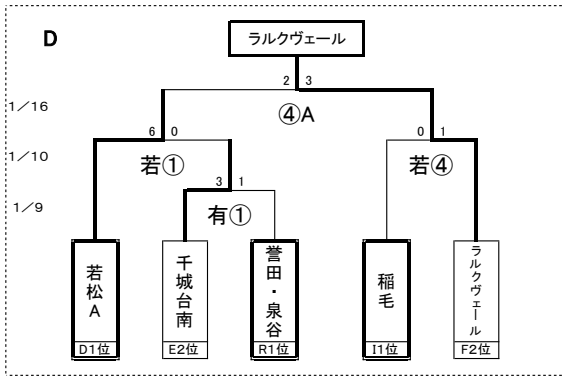 D
ラルクヴェール
2 3
1/16
④A
6 0
0 1
1/10
若①
若④
3 1
1/9
有①
若松A
千城台南
誉田・泉谷
稲毛
ラルクヴェール
D1位
E2位
R1位
I1位
F2位